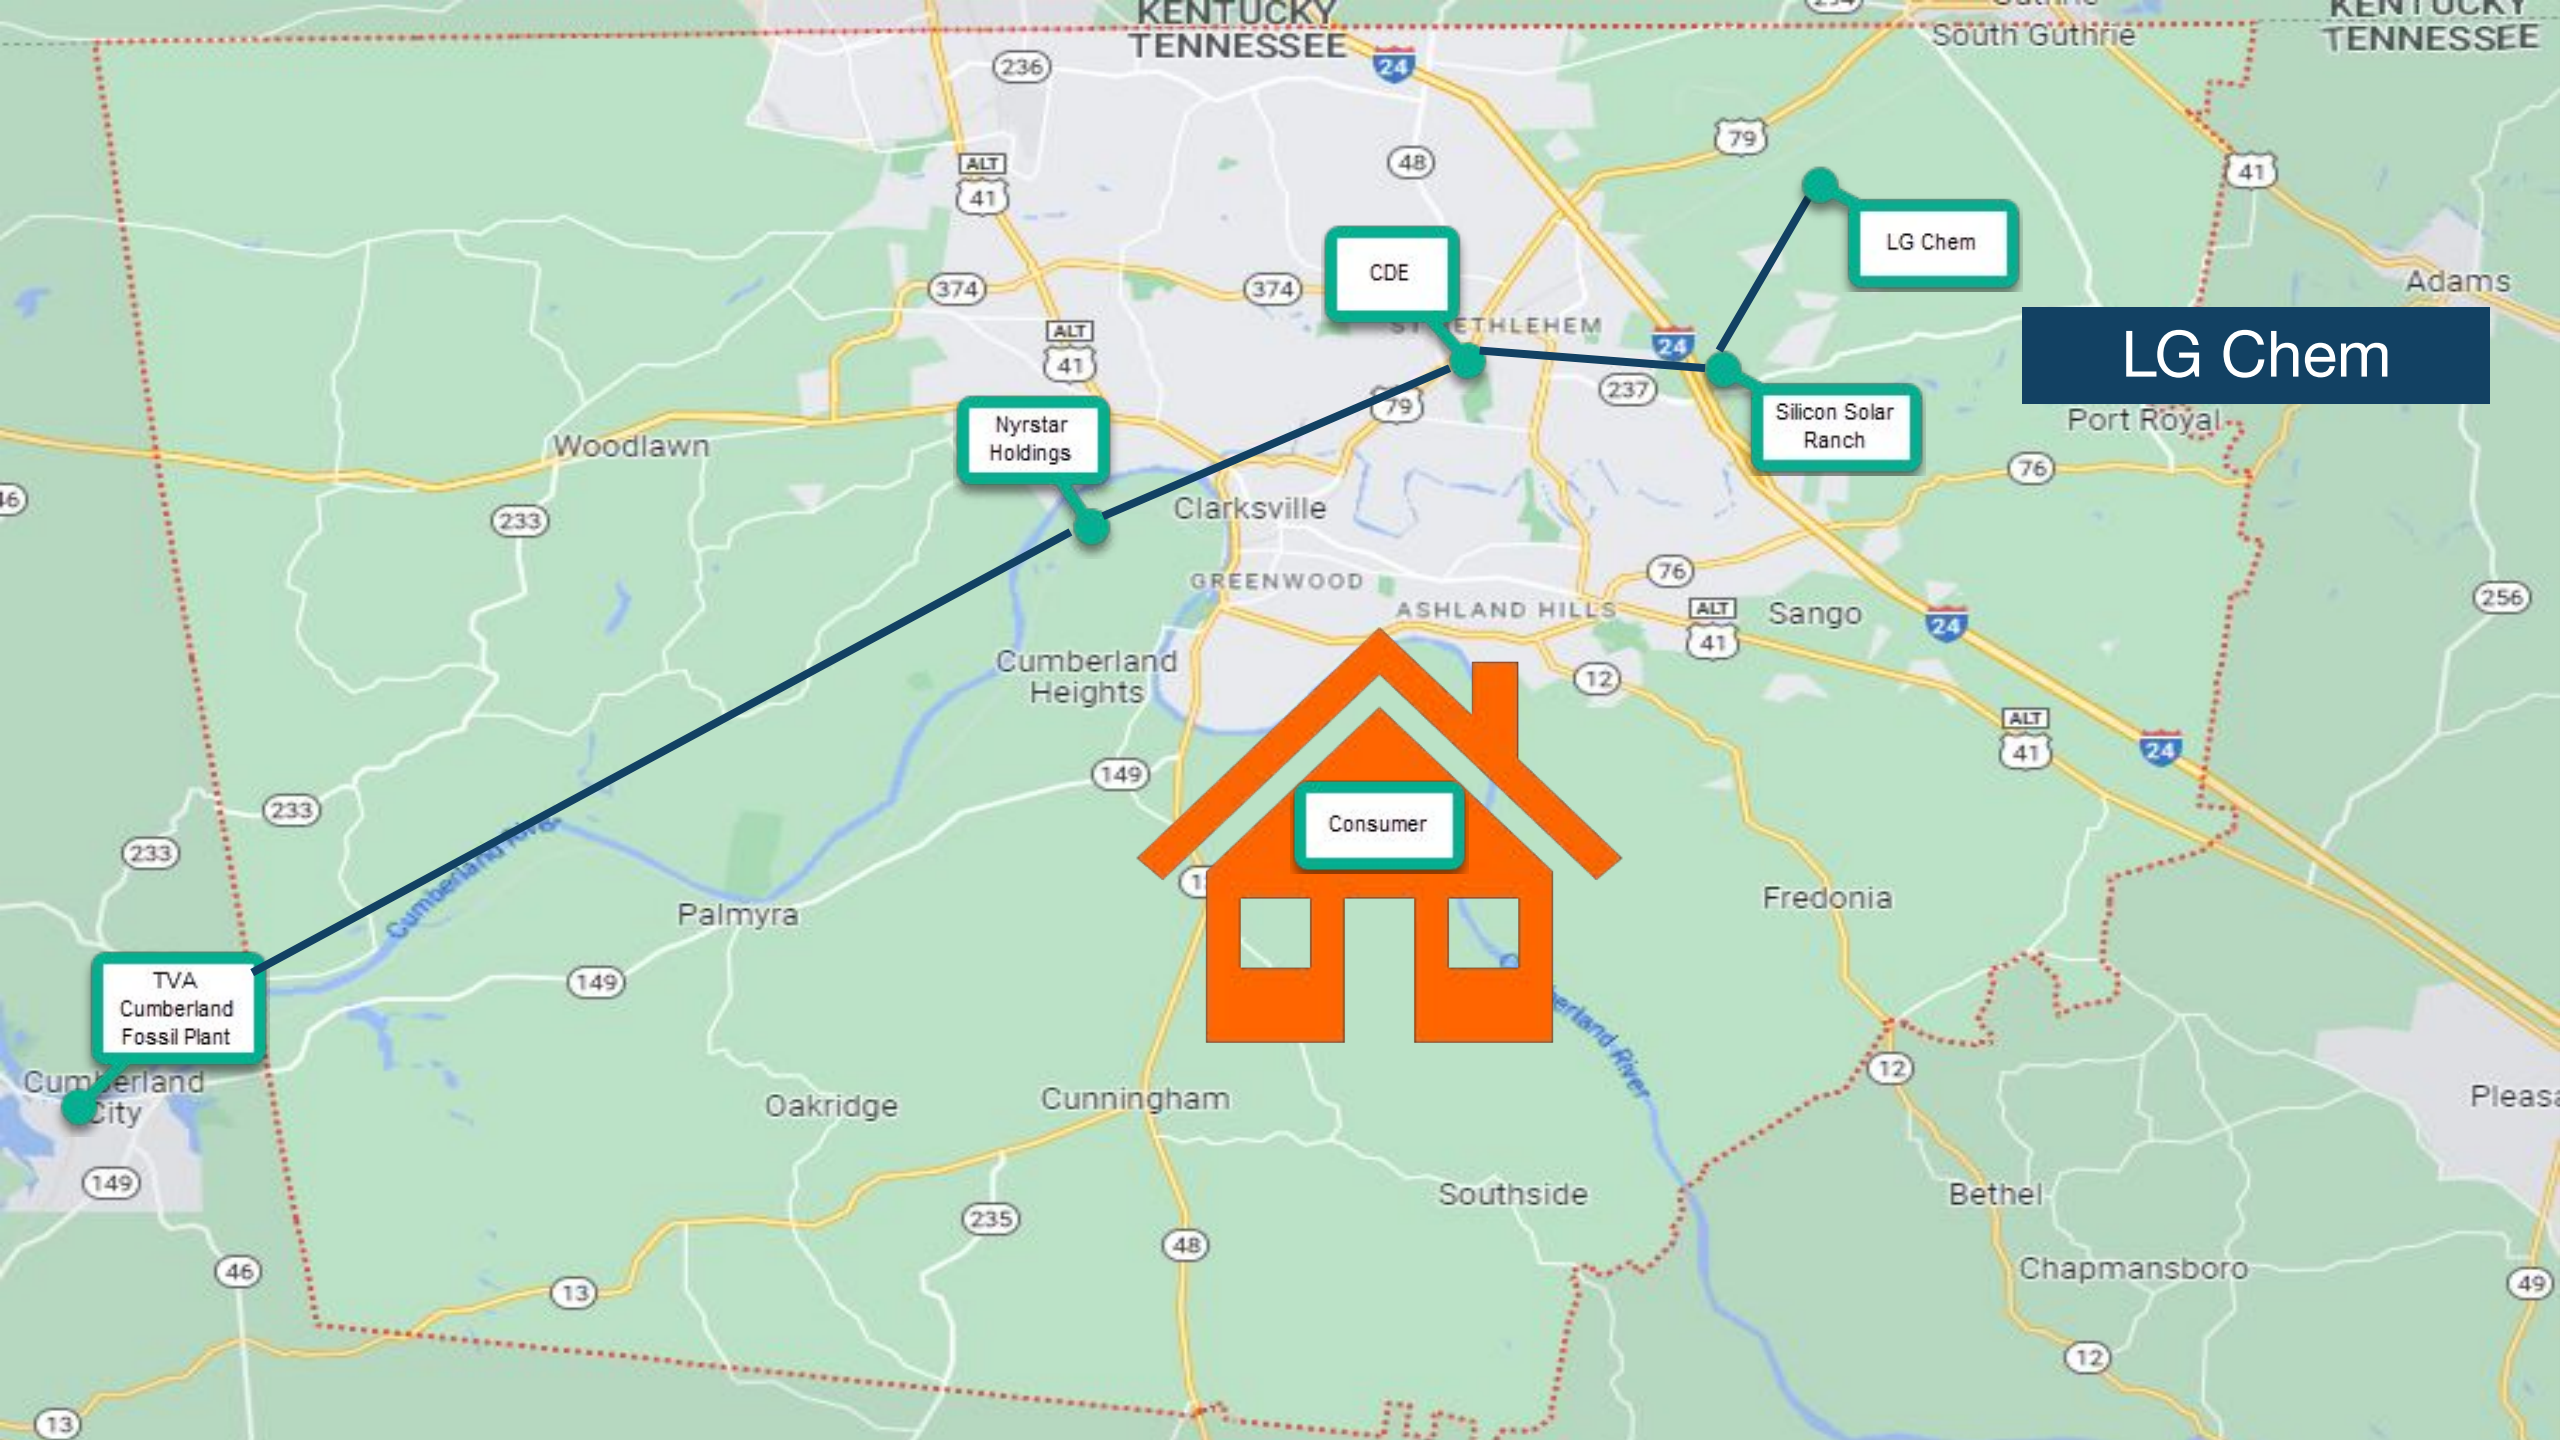 KENTUCKY
TENNESSEE
KENTUCKY
TENNESSEE
South Guthrie
236
24
79
48
ALT
41
41
LG Chem
CDE
374
374
Adams
ALT
41
24
LG Chem
237
79
Nyrstar
Holdings
Silicon Solar
Ranch
Port Royal
Woodlawn
76
Clarksville
233
GREENWOOD
76
ASHLAND HILLS
ALT
41
Sango
24
256
Cumberland
Heights
12
ALT
41
24
149
233
Consumer
233
Cumberland River
Fredonia
Palmyra
TVA
Cumberland
Fossil Plant
149
12
Cumberland
City
Oakridge
Cunningham
149
Southside
Bethel
235
48
46
Chapmansboro
49
13
12
13